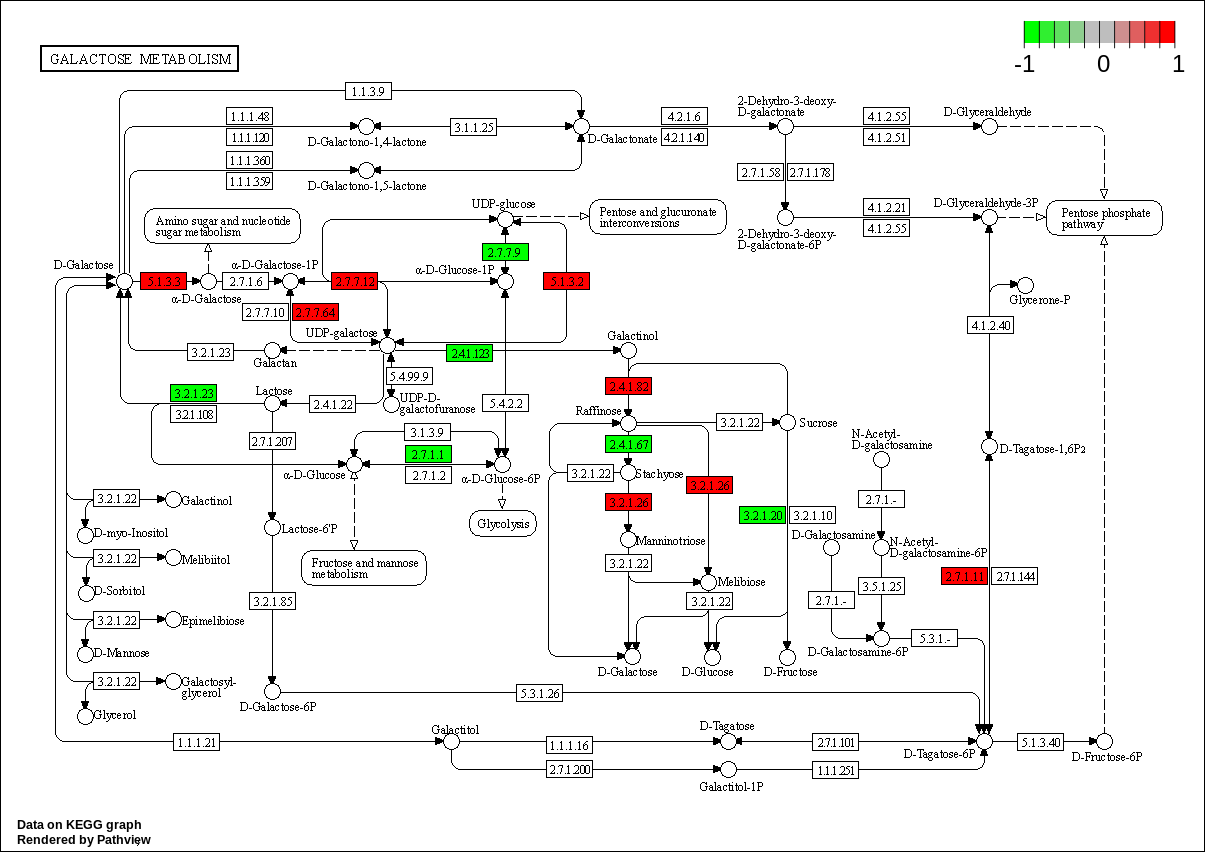 GALACTOSE METABOLISM
-1 0 1
1.1.3.9
1.1.1.48
1.1.1.120
D-Galactono-1,4-lactone
3.1.1.25
D-Galactonate
4.2.1.6
4.2.1.140
2-Dehydro-3-deoxy-
D-galactonate
4.1.2.55
4.1.2.51
D-Glyceraldehyde
1.1.1.360
1.1.1.359
D-Galactono-1,5-lactone
2.7.1.58
2.7.1.178
Amino sugar and nucleotide
sugar metabolism
UDP-glucose
Pentose and glucuronate
interconversions
2-Dehydro-3-deoxy-
D-galactonate-6P
4.1.2.21
4.1.2.55
D-Glyceraldehyde-3P
Pentose phosphate
pathway
2.7.7.9
D-Galactose
5.1.3.3
α-D-Galactose
2.7.1.6
α-D-Galactose-1P
2.7.7.12
α-D-Glucose-1P
5.1.3.2
Glycerone-P
2.7.7.10
2.7.7.64
4.1.2.40
UDP-galactose
Galactinol
3.2.1.23
Galactan
2.4.1.123
5.4.99.9
2.4.1.82
3.2.1.23
3.2.1.108
Lactose
2.4.1.22
UDP-D-
galactofuranose
5.4.2.2
Raffinose
3.2.1.22
Sucrose
2.7.1.207
3.1.3.9
2.7.1.1
2.7.1.2
α-D-Glucose
α-D-Glucose-6P
2.4.1.67
3.2.1.22
Stachyose
3.2.1.26
3.2.1.26
N-Acetyl-
D-galactosamine
D-Tagatose-1,6P2
2.7.1.-
3.2.1.22
Galactinol
D-myo-Inositol
Lactose-6'P
Glycolysis
3.2.1.20
3.2.1.10
D-Galactosamine
N-Acetyl-
D-galactosamine-6P
Manninotriose
3.2.1.22
Melibiitol
D-Sorbitol
Fructose and mannose
metabolism
3.2.1.22
Melibiose
3.2.1.22
2.7.1.11
2.7.1.144
3.5.1.25
2.7.1.-
3.2.1.85
3.2.1.22
Epimelibiose
D-Mannose
5.3.1.-
D-Galactosamine-6P
D-Galactose
D-Glucose
D-Fructose
3.2.1.22
Galactosyl-
glycerol
Glycerol
D-Galactose-6P
5.3.1.26
1.1.1.21
Galactitol
1.1.1.16
D-Tagatose
2.7.1.101
D-Tagatose-6P
5.1.3.40
D-Fructose-6P
2.7.1.200
Galactitol-1P
1.1.1.251
Data on KEGG graph
Rendered by Pathview